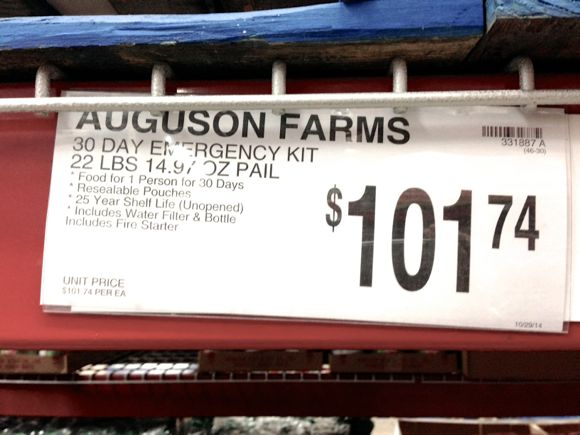 AUGUSON FARMS
30 DAY EMERGENCY KIT
22 LBS 14.97 OZ PAIL
* Food for 1 Person for 30 Days
* Resealable Pouches
* 25 Year Shelf Life (Unopened)
* Includes Water Filter & Bottle
Includes Fire Starter
331887 A
(46-30)
$101 74
UNIT PRICE
$101.74 PER EA
10/29/14